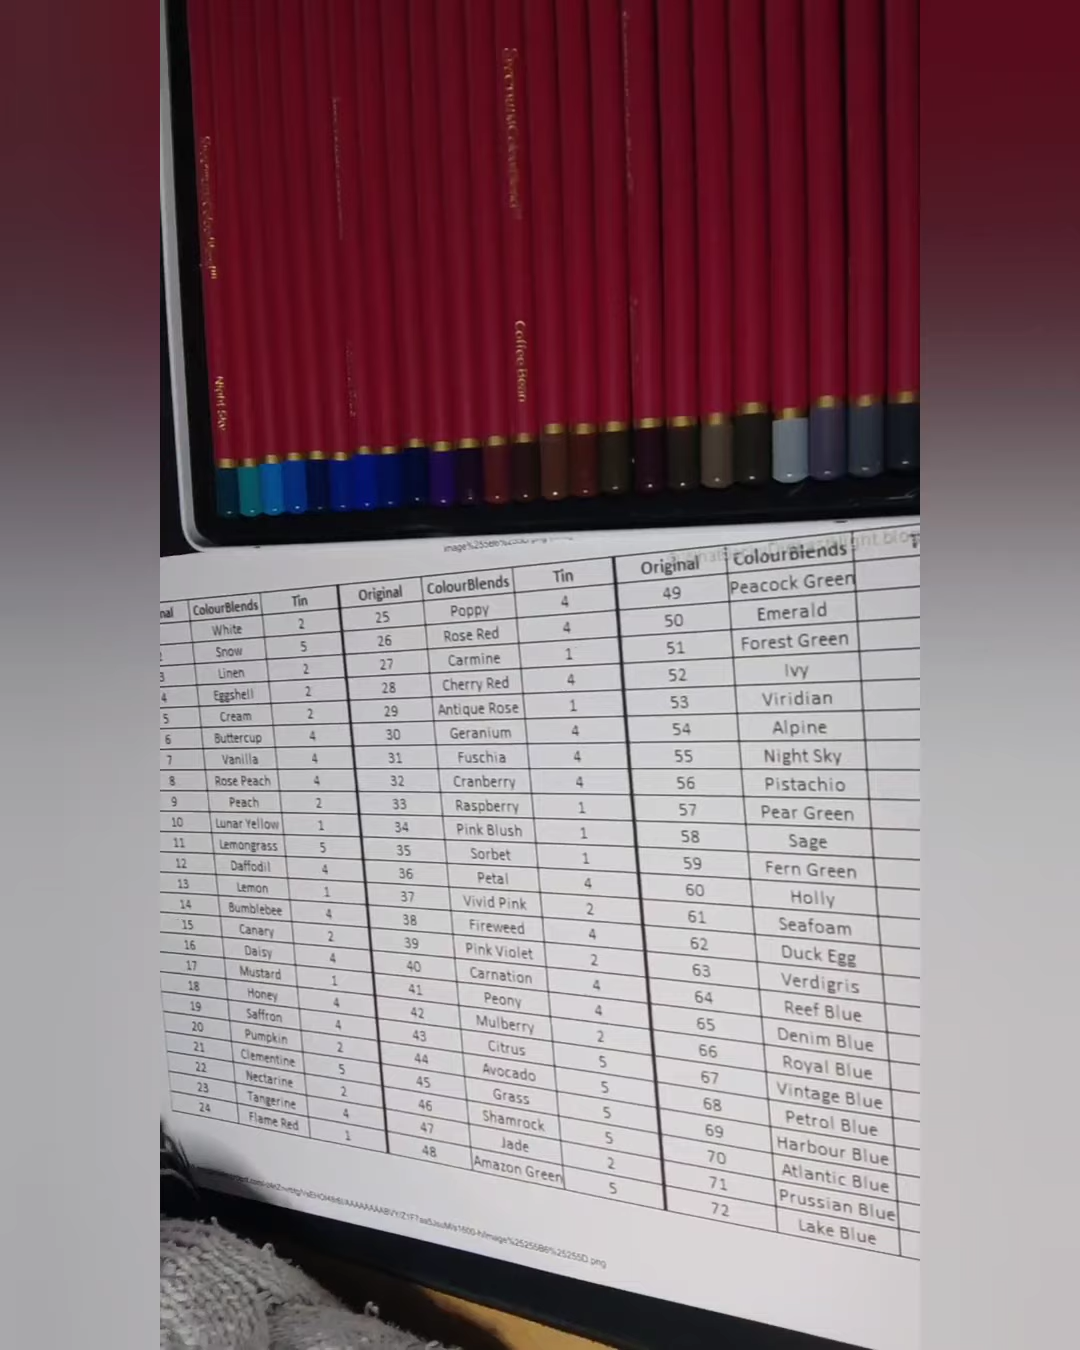 Spectrum ColourBlend
Coffee Bean
Night Sky
nal ColourBlends Tin Original ColourBlends Tin Original ColourBlends
White 2 25 Poppy 4 49 Peacock Green
Snow 5 26 Rose Red 4 50 Emerald
3 Linen 2 27 Carmine 1 51 Forest Green
4 Eggshell 2 28 Cherry Red 4 52 Ivy
5 Cream 2 29 Antique Rose 1 53 Viridian
6 Buttercup 4 30 Geranium 4 54 Alpine
7 Vanilla 4 31 Fuschia 4 55 Night Sky
8 Rose Peach 4 32 Cranberry 4 56 Pistachio
9 Peach 2 33 Raspberry 1 57 Pear Green
10 Lunar Yellow 1 34 Pink Blush 1 58 Sage
11 Lemongrass 5 35 Sorbet 1 59 Fern Green
12 Daffodil 4 36 Petal 4 60 Holly
13 Lemon 1 37 Vivid Pink 2 61 Seafoam
14 Bumblebee 4 38 Fireweed 4 62 Duck Egg
15 Canary 2 39 Pink Violet 2 63 Verdigris
16 Daisy 4 40 Carnation 4 64 Reef Blue
17 Mustard 1 41 Peony 4 65 Denim Blue
18 Honey 4 42 Mulberry 2 66 Royal Blue
19 Saffron 4 43 Citrus 5 67 Vintage Blue
20 Pumpkin 2 44 Avocado 5 68 Petrol Blue
21 Clementine 5 45 Grass 5 69 Harbour Blue
22 Nectarine 2 46 Shamrock 5 70 Atlantic Blue
23 Tangerine 4 47 Jade 2 71 Prussian Blue
24 Flame Red 1 48 Amazon Green 5 72 Lake Blue